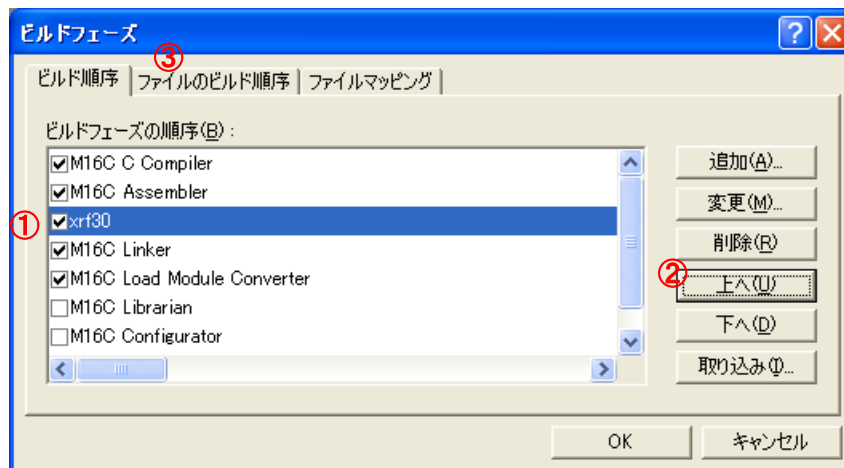 ビルドフェーズ
③
ビルド順序 ファイルのビルド順序 ファイルマッピング
ビルドフェーズの順序(B):
M16C C Compiler
M16C Assembler
① xrf30
M16C Linker
M16C Load Module Converter
M16C Librarian
M16C Configurator
追加(A)...
変更(M)...
削除(R)
② 上へ(U)
下へ(D)
取り込み(I)...
OK キャンセル